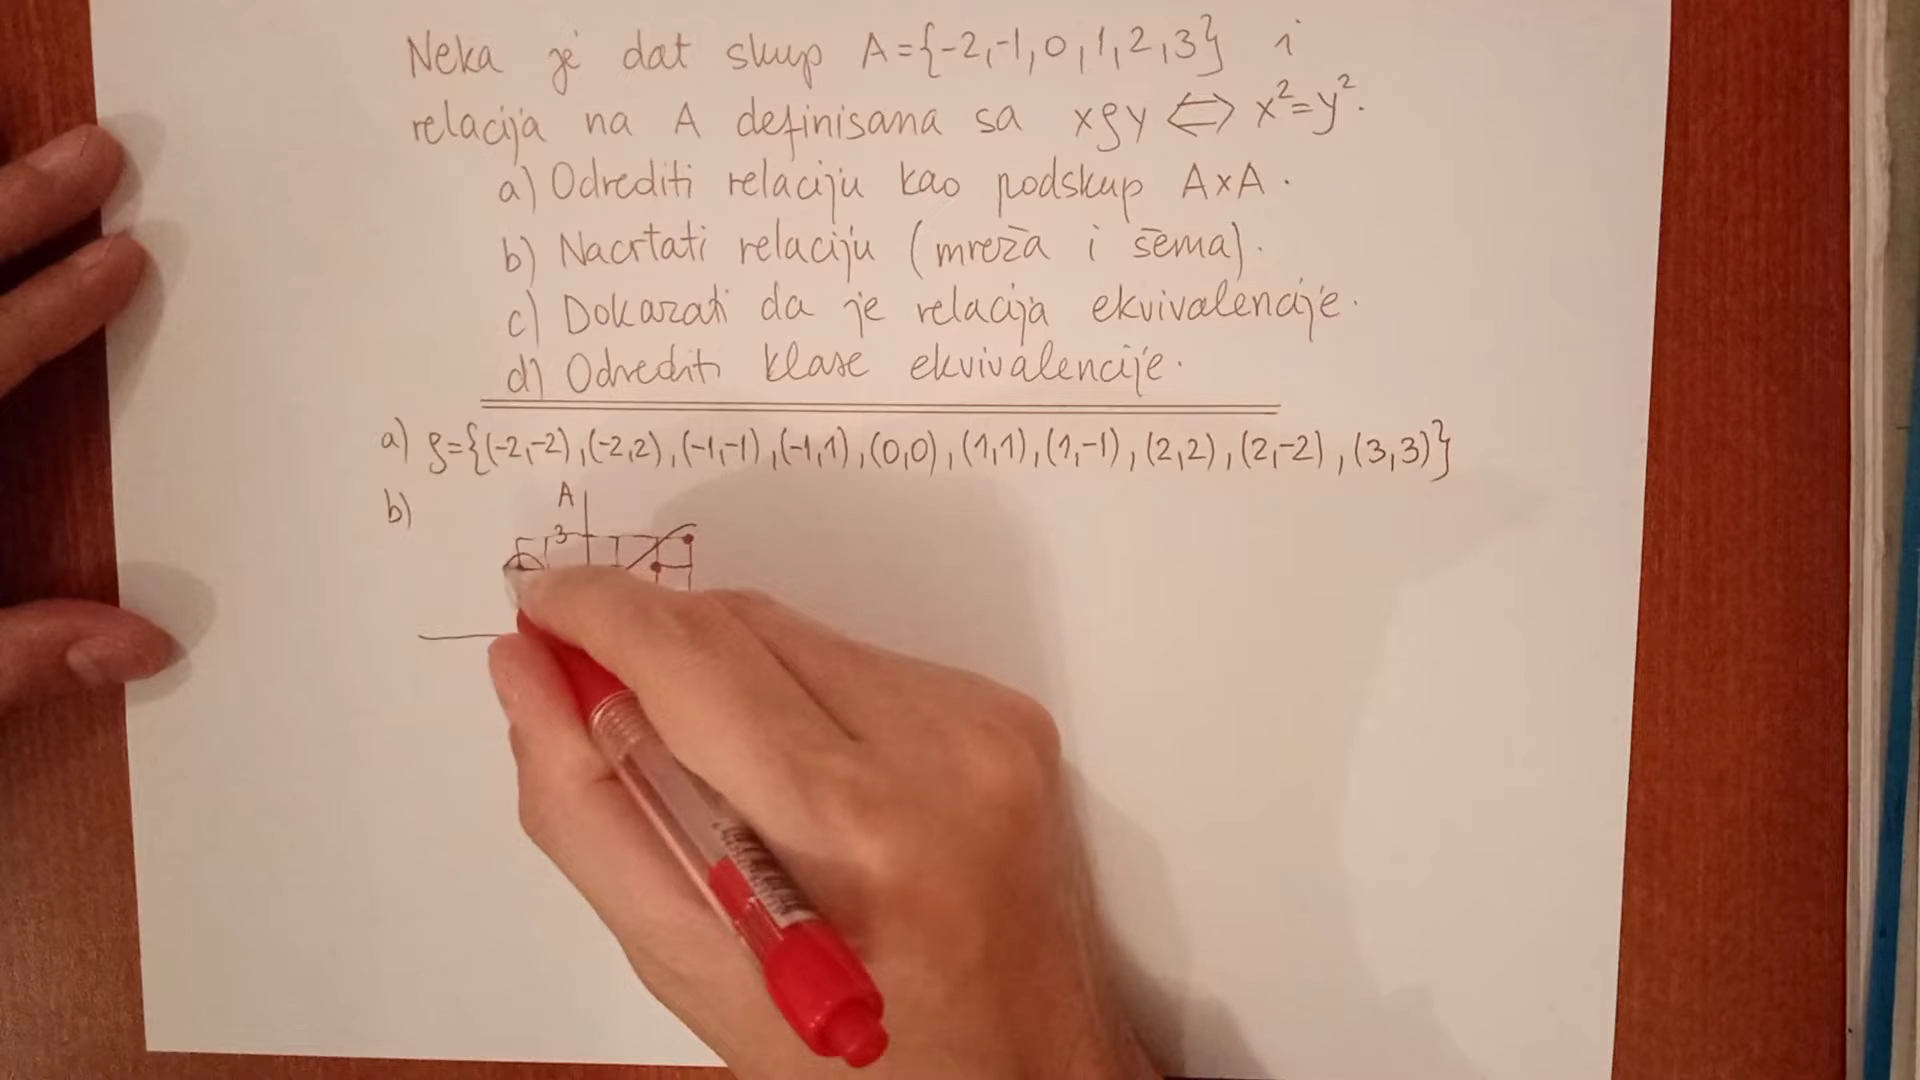 Neka je dat skup A={-2,-1,0,1,2,3} i
relacija na A definisana sa xρy ⇔ x²=y².
a) Odrediti relaciju kao podskup A×A.
b) Nacrtati relaciju (mreža i šema).
c) Dokazati da je relacija ekvivalencije.
d) Odrediti klase ekvivalencije.
a) ρ={(-2,-2),(-2,2),(-1,-1),(-1,1),(0,0),(1,1),(1,-1),(2,2),(2,-2),(3,3)}
b)
A
3